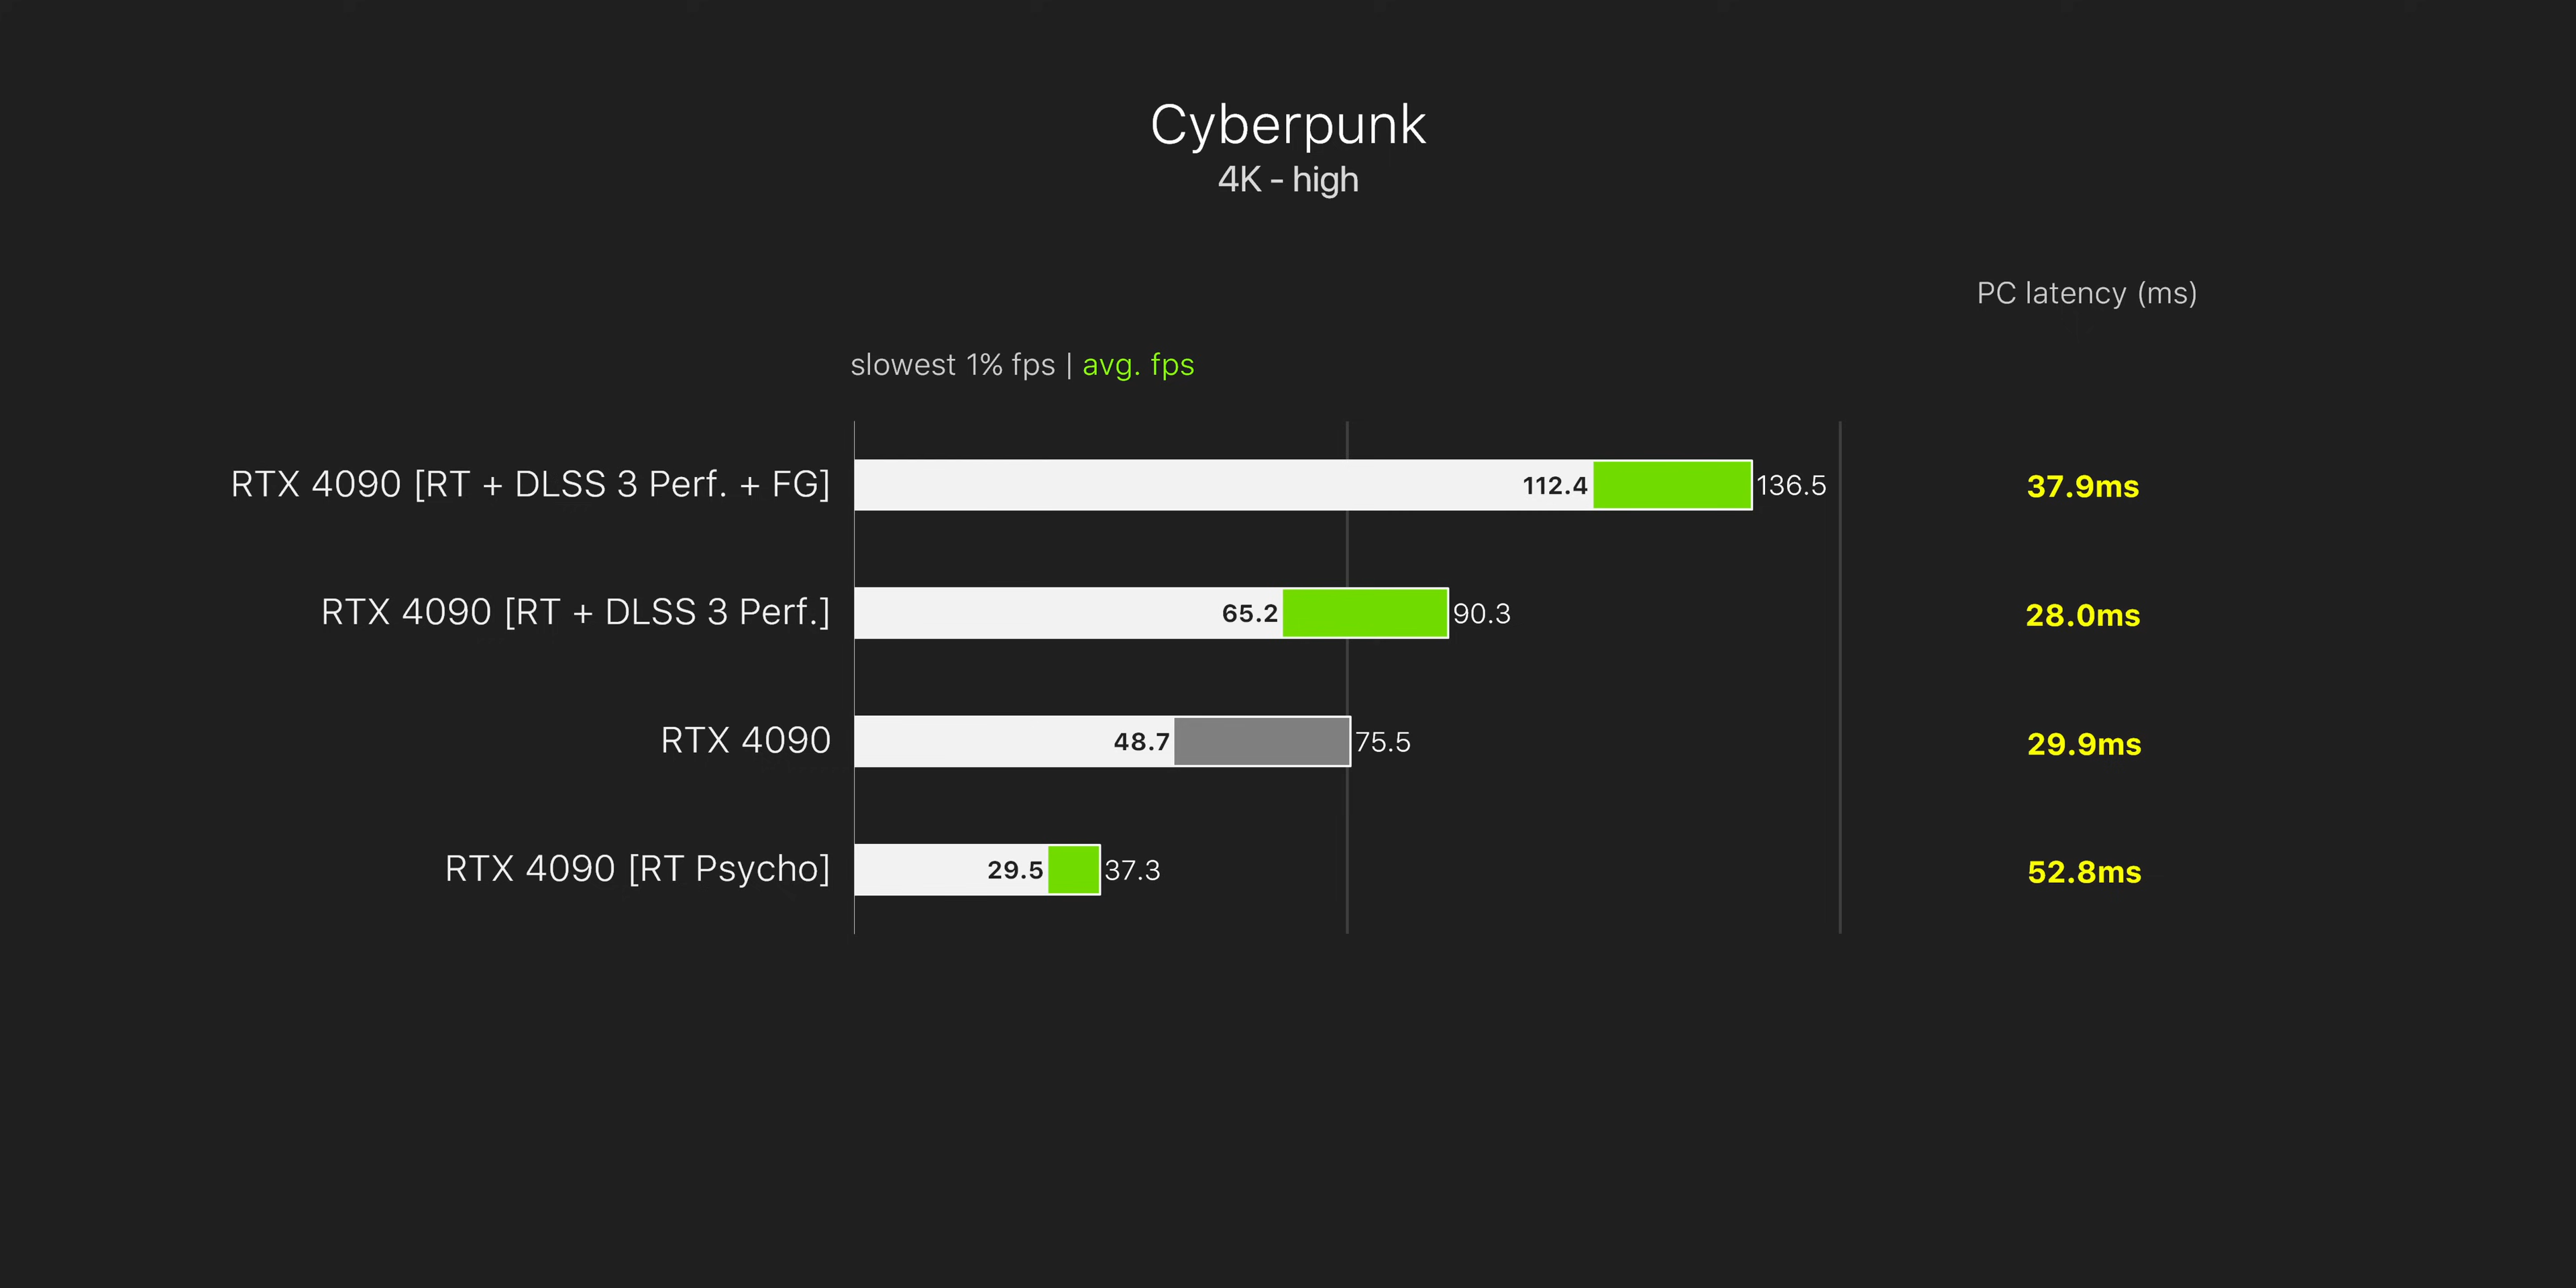 Cyberpunk
4K - high
PC latency (ms)
slowest 1% fps | avg. fps
RTX 4090 [RT + DLSS 3 Perf. + FG] 112.4 136.5 37.9ms
RTX 4090 [RT + DLSS 3 Perf.] 65.2 90.3 28.0ms
RTX 4090 48.7 75.5 29.9ms
RTX 4090 [RT Psycho] 29.5 37.3 52.8ms